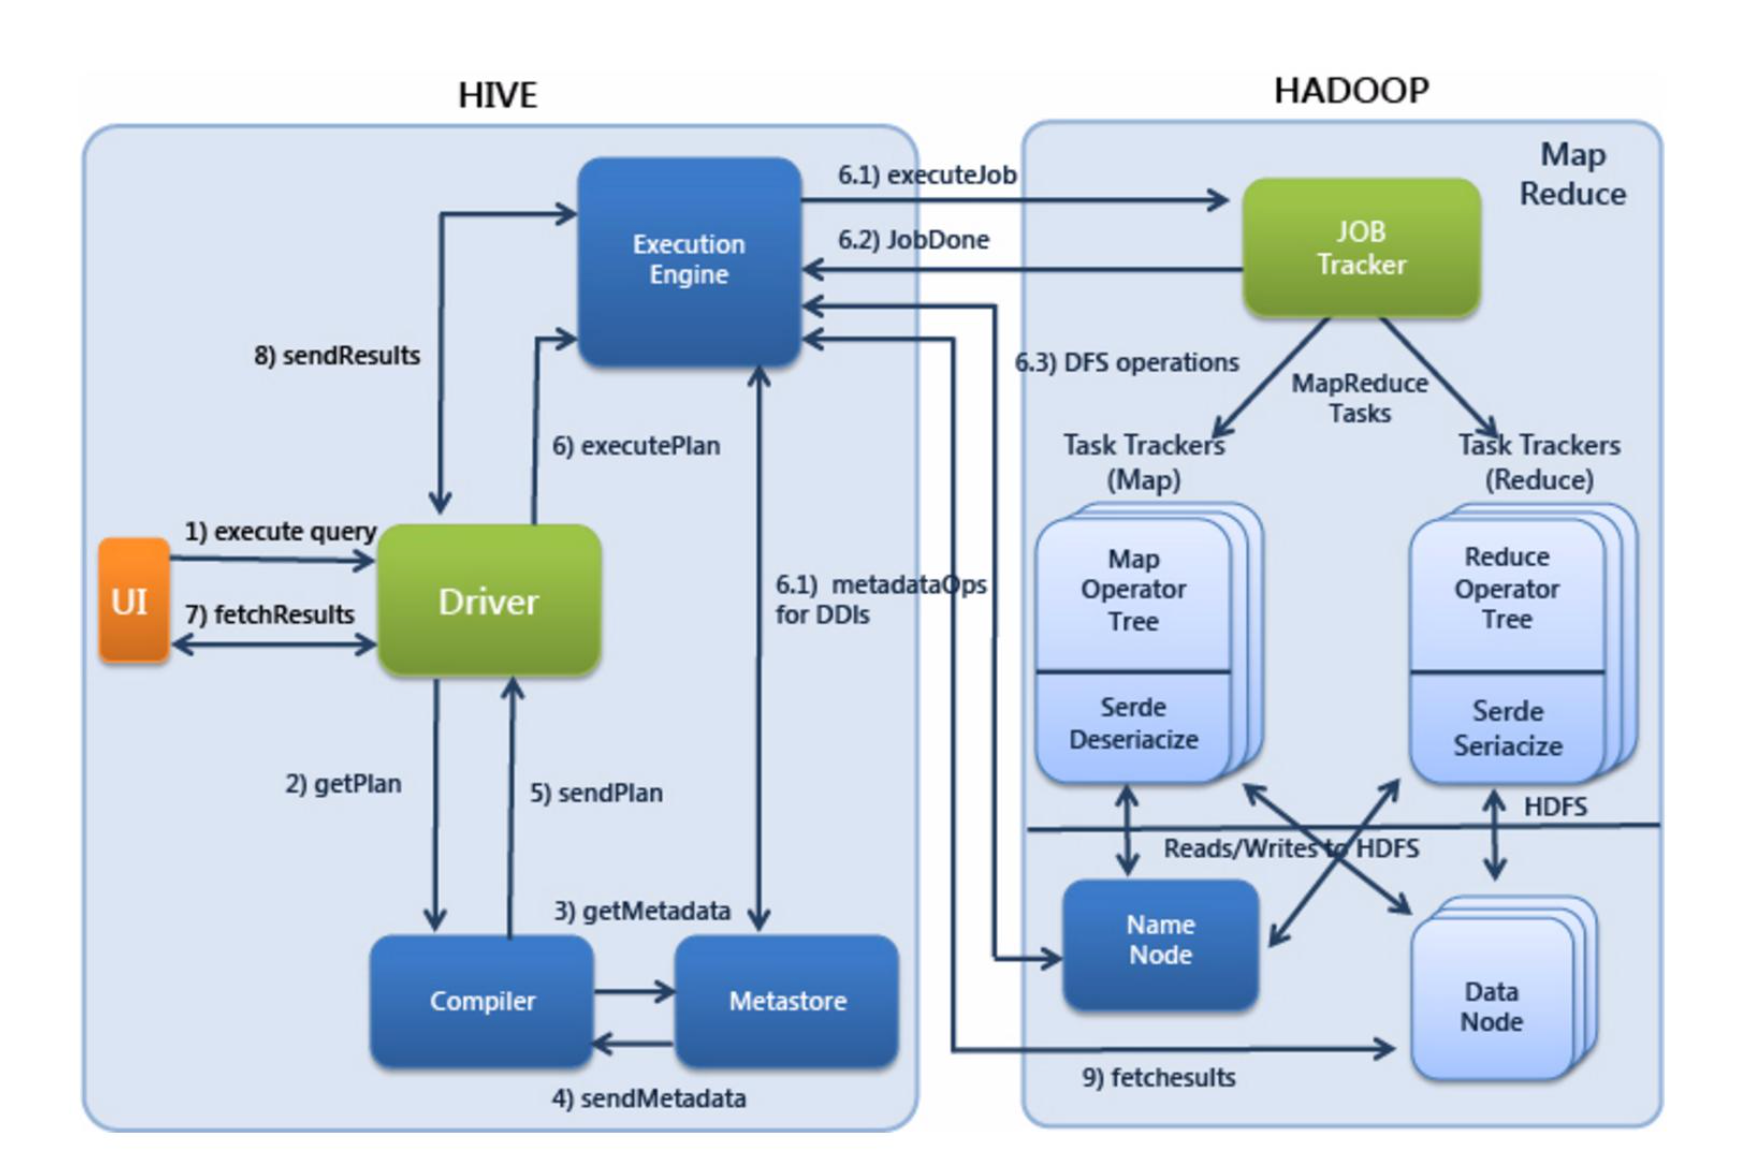 HIVE
HADOOP
Map
Reduce
6.1) executeJob
JOB
Tracker
Execution
Engine
6.2) JobDone
8) sendResults
6.3) DFS operations
MapReduce
Tasks
6) executePlan
Task Trackers
(Map)
Task Trackers
(Reduce)
1) execute query
UI
Driver
7) fetchResults
6.1) metadataOps
for DDIs
Map
Operator
Tree
Reduce
Operator
Tree
Serde
Deseriacize
Serde
Seriacize
2) getPlan
5) sendPlan
HDFS
Reads/Writes to HDFS
3) getMetadata
Name
Node
Compiler
Metastore
Data
Node
9) fetchesults
4) sendMetadata